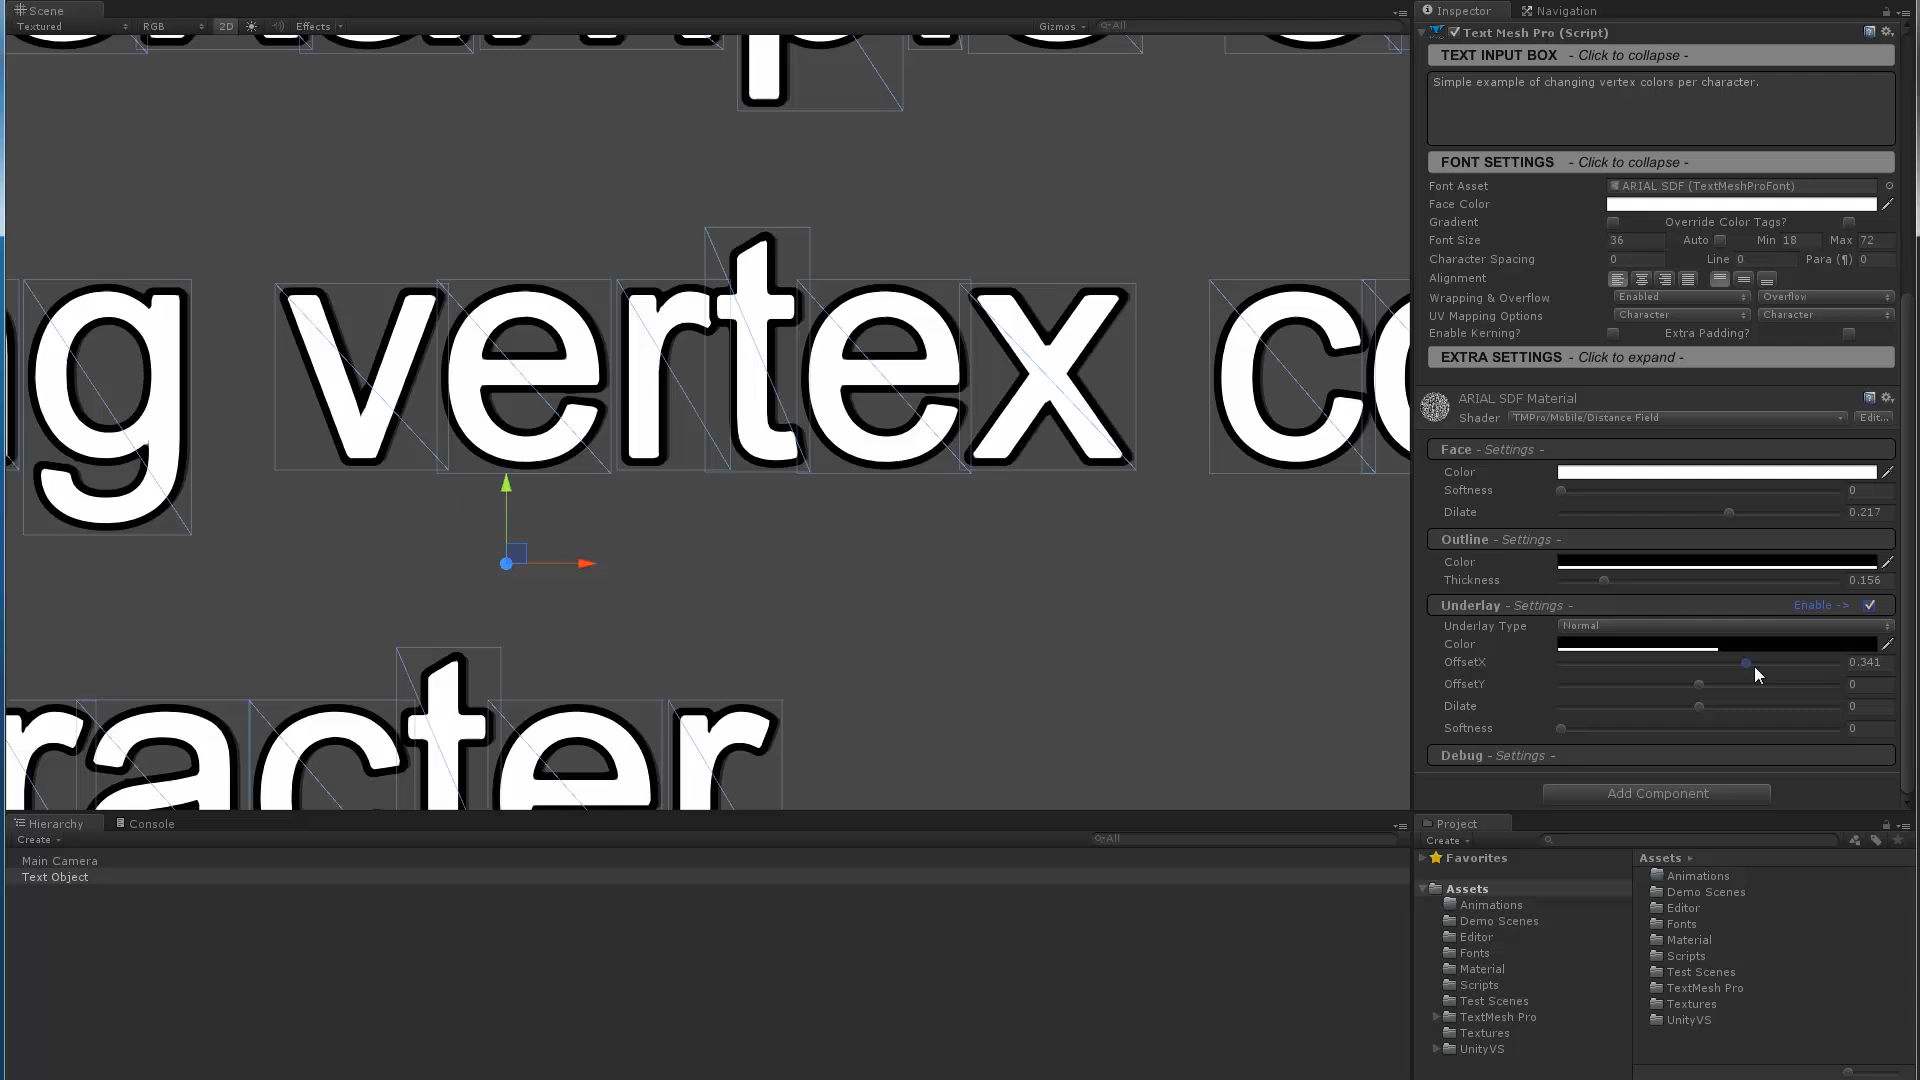 Scene
Textured RGB 2D Effects Gizmos All
g vertex co
racter
Inspector Navigation
Text Mesh Pro (Script)
TEXT INPUT BOX - Click to collapse -
Simple example of changing vertex colors per character.
FONT SETTINGS - Click to collapse -
Font Asset ARIAL SDF (TextMeshProFont)
Face Color
Gradient Override Color Tags?
Font Size 36 Auto Min 18 Max 72
Character Spacing 0 Line 0 Para (¶) 0
Alignment
Wrapping & Overflow Enabled Overflow
UV Mapping Options Character Character
Enable Kerning? Extra Padding?
EXTRA SETTINGS - Click to expand -
ARIAL SDF Material
Shader TMPro/Mobile/Distance Field Edit...
Face - Settings -
Color
Softness 0
Dilate 0.217
Outline - Settings -
Color
Thickness 0.156
Underlay - Settings - Enable ->
Underlay Type Normal
Color
OffsetX 0.341
OffsetY 0
Dilate 0
Softness 0
Debug - Settings -
Add Component
Hierarchy Console
Create All
Main Camera
Text Object
Project
Create
Favorites
Assets
Animations
Demo Scenes
Editor
Fonts
Material
Scripts
Test Scenes
TextMesh Pro
Textures
UnityVS
Assets
Animations
Demo Scenes
Editor
Fonts
Material
Scripts
Test Scenes
TextMesh Pro
Textures
UnityVS